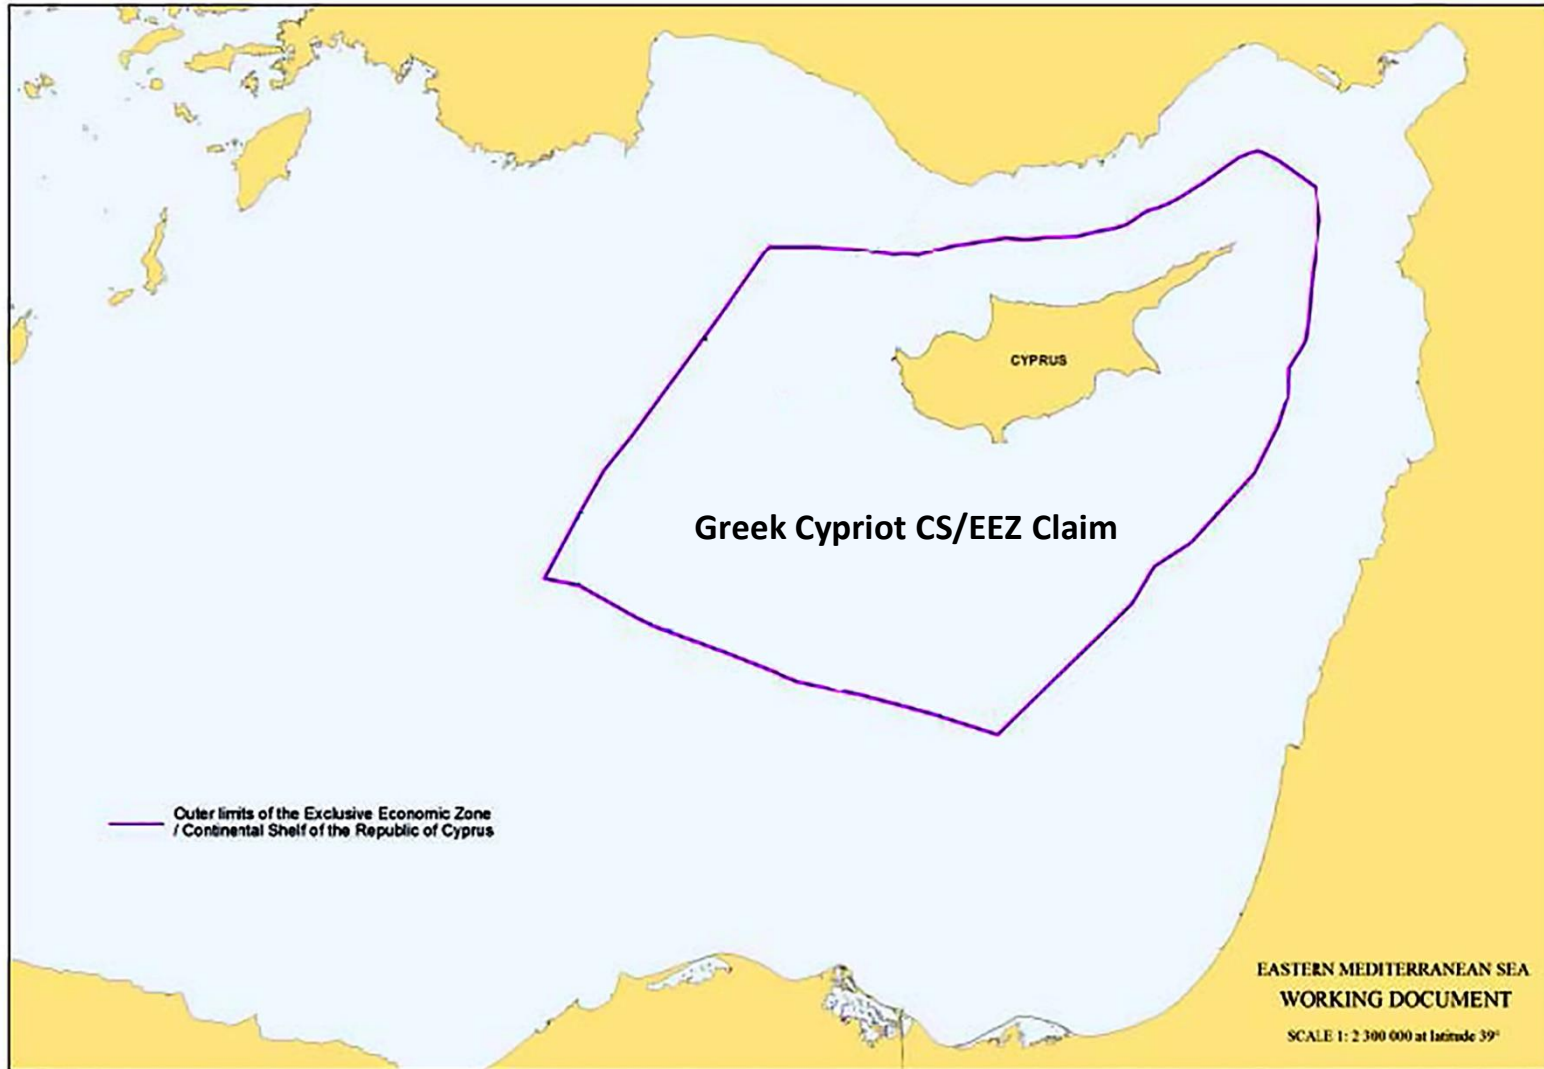 CYPRUS
Greek Cypriot CS/EEZ Claim
Outer limits of the Exclusive Economic Zone
/ Continental Shelf of the Republic of Cyprus
EASTERN MEDITERRANEAN SEA
WORKING DOCUMENT
SCALE 1: 2 300 000 at latitude 39°